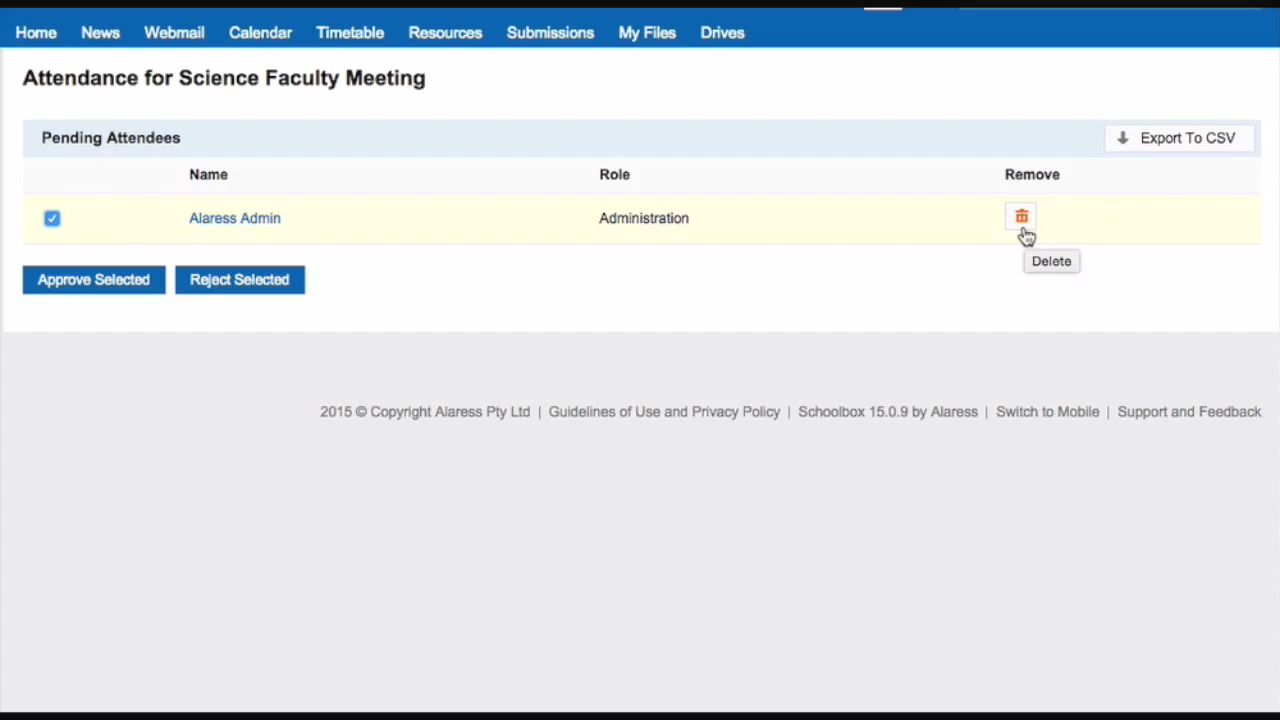 Home News Webmail Calendar Timetable Resources Submissions My Files Drives
Attendance for Science Faculty Meeting
Pending Attendees Export To CSV
Name Role Remove
Alaress Admin Administration
Delete
Approve Selected Reject Selected
2015 © Copyright Alaress Pty Ltd | Guidelines of Use and Privacy Policy | Schoolbox 15.0.9 by Alaress | Switch to Mobile | Support and Feedback